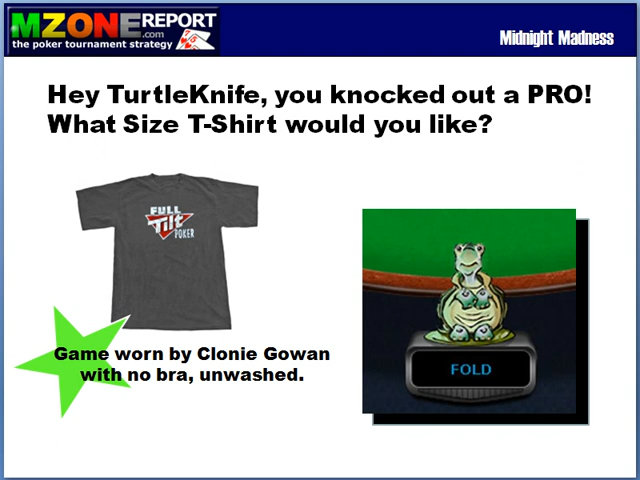 MZONE REPORT
.com
the poker tournament strategy
Midnight Madness
Hey TurtleKnife, you knocked out a PRO!
What Size T-Shirt would you like?
FULL
Tilt
POKER
Game worn by Clonie Gowan
with no bra, unwashed.
FOLD